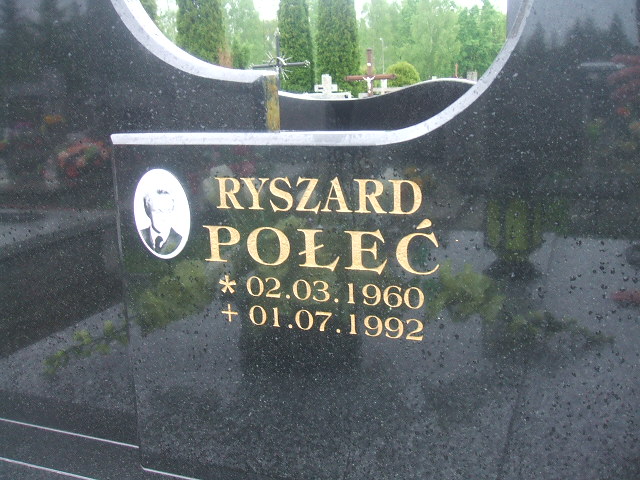 RYSZARD
POŁEĆ
* 02.03.1960
+ 01.07.1992